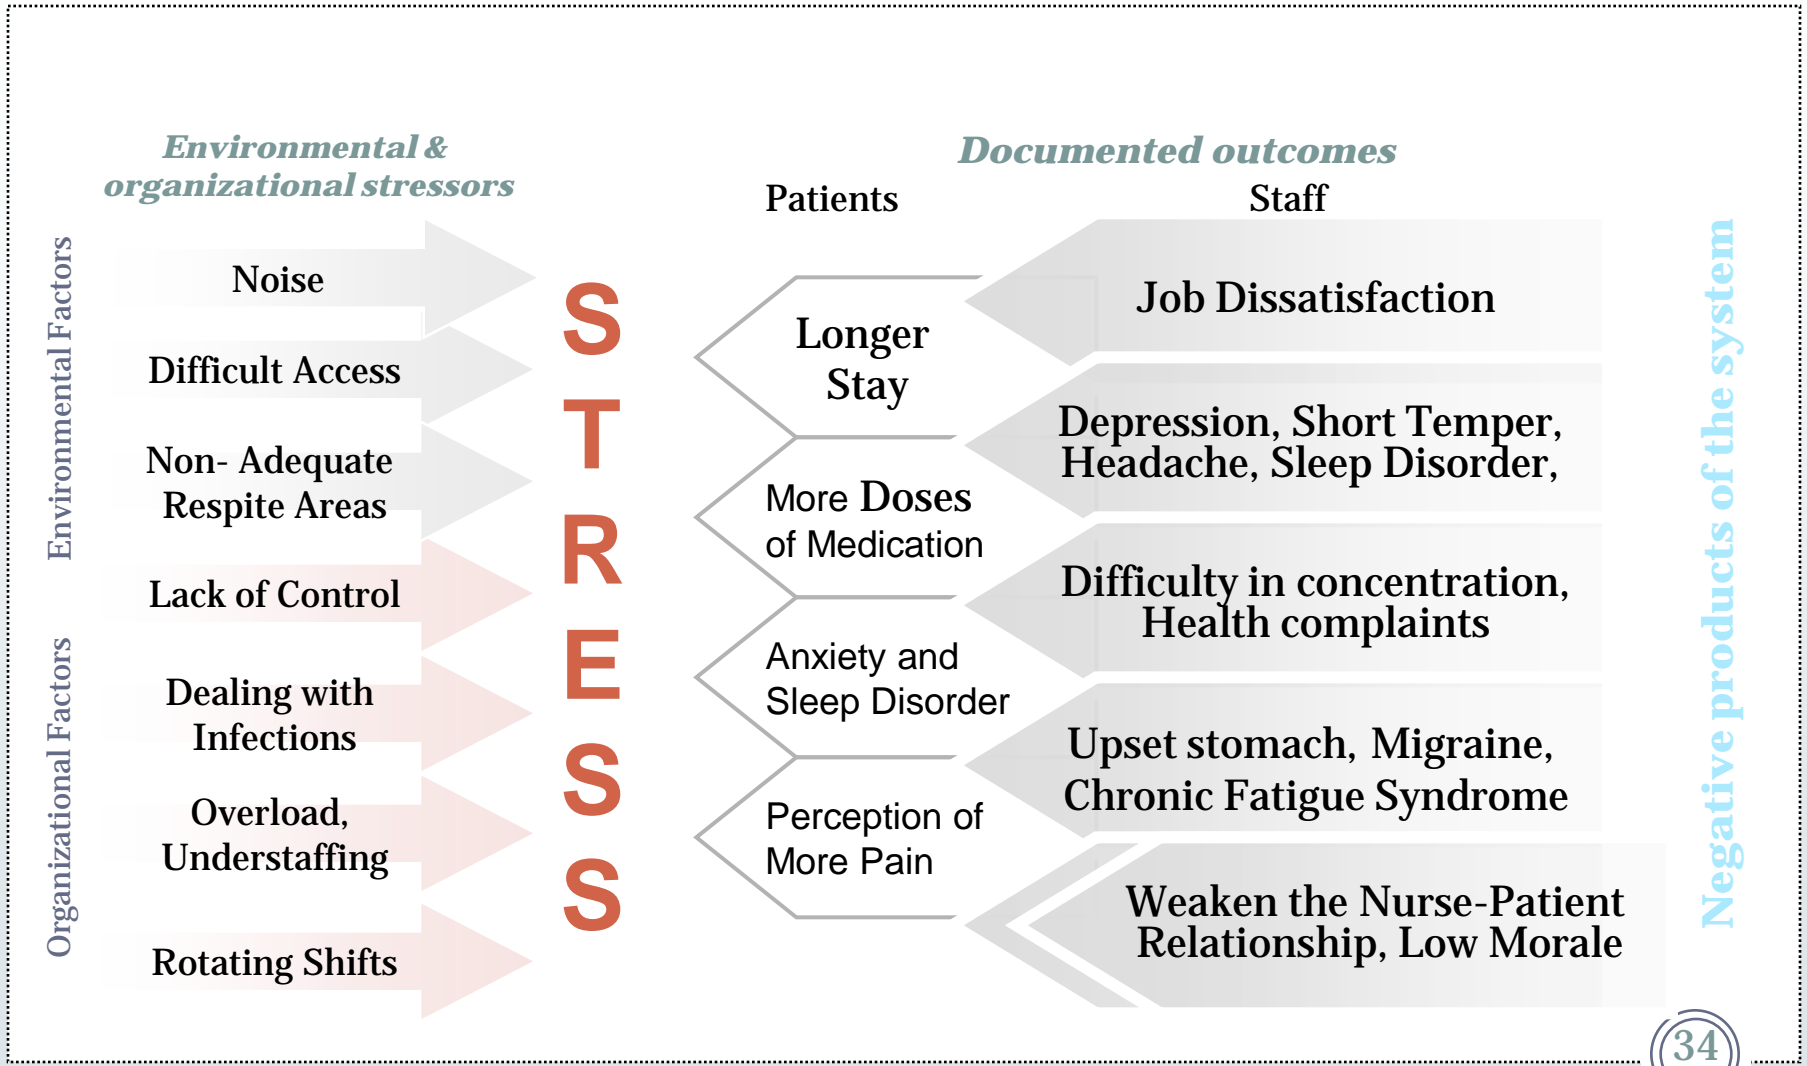 Environmental &
organizational stressors
Environmental Factors
Noise
Difficult Access
Non- Adequate
Respite Areas
Organizational Factors
Lack of Control
Dealing with
Infections
Overload,
Understaffing
Rotating Shifts
S
T
R
E
S
S
Documented outcomes
Patients
Longer
Stay
More Doses
of Medication
Anxiety and
Sleep Disorder
Perception of
More Pain
Staff
Job Dissatisfaction
Depression, Short Temper,
Headache, Sleep Disorder,
Difficulty in concentration,
Health complaints
Upset stomach, Migraine,
Chronic Fatigue Syndrome
Weaken the Nurse-Patient
Relationship, Low Morale
Negative products of the system
34